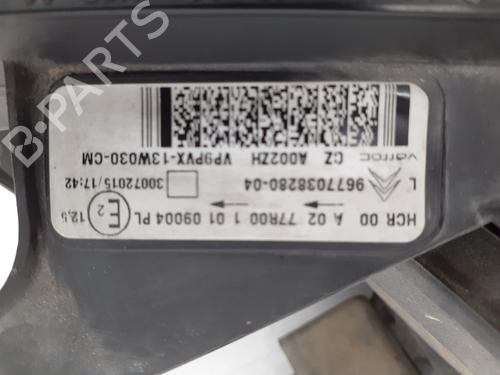 HCR 00 A 02 77R00 1 01 09004 PL
12,5
E2
L 9677038280-04
30072015/17:42
varroc CZ A002ZH VP9PVX-13W030-CM
B-PARTS